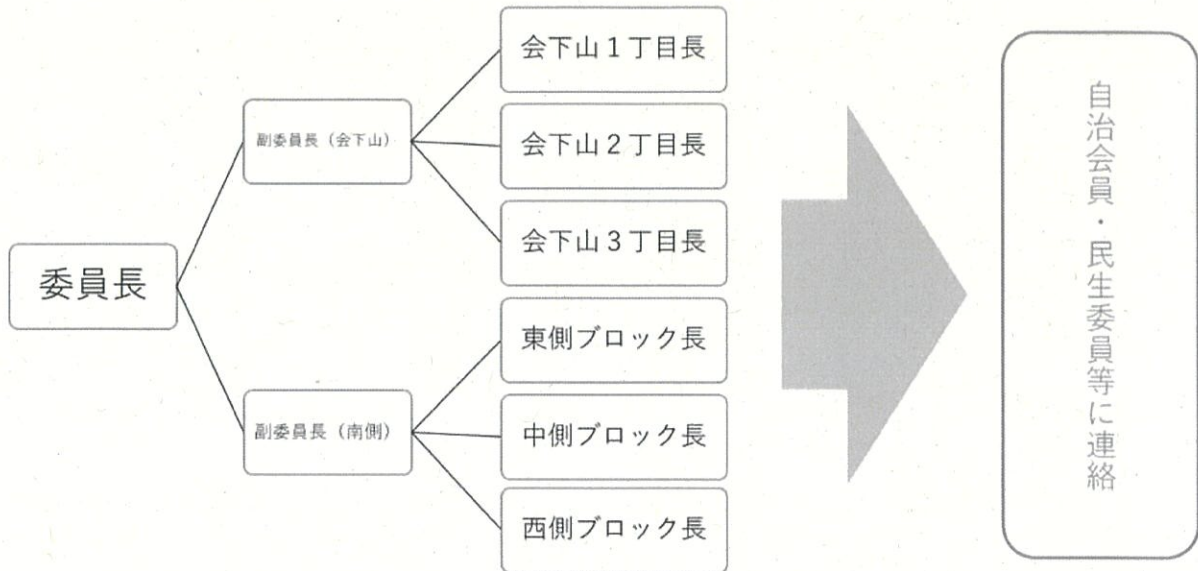 委員長
副委員長（会下山）
副委員長（南側）
会下山１丁目長
会下山２丁目長
会下山３丁目長
東側ブロック長
中側ブロック長
西側ブロック長
自治会員・民生委員等に連絡